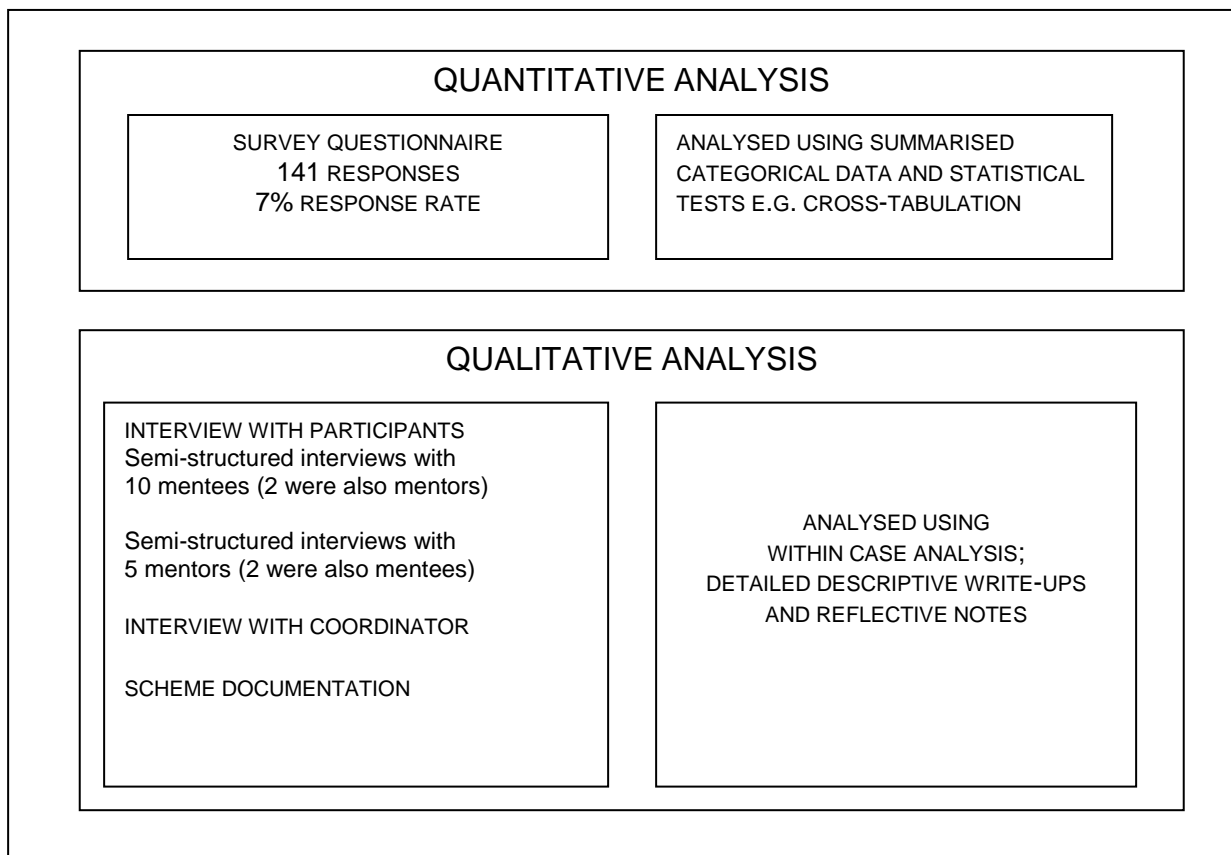 QUANTITATIVE ANALYSIS
SURVEY QUESTIONNAIRE
141 RESPONSES
7% RESPONSE RATE
ANALYSED USING SUMMARISED
CATEGORICAL DATA AND STATISTICAL
TESTS E.G. CROSS-TABULATION
QUALITATIVE ANALYSIS
INTERVIEW WITH PARTICIPANTS
Semi-structured interviews with
10 mentees (2 were also mentors)
Semi-structured interviews with
5 mentors (2 were also mentees)
INTERVIEW WITH COORDINATOR
SCHEME DOCUMENTATION
ANALYSED USING
WITHIN CASE ANALYSIS;
DETAILED DESCRIPTIVE WRITE-UPS
AND REFLECTIVE NOTES